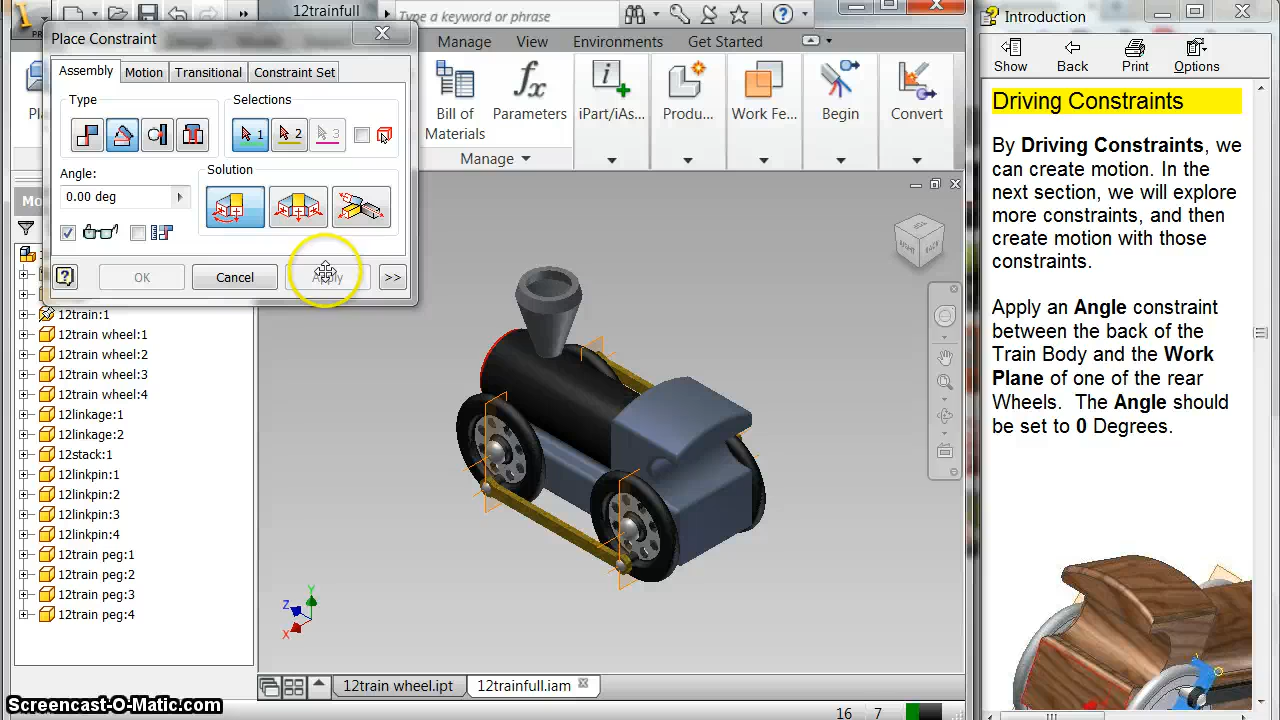 12trainfull
Type a keyword or phrase
Introduction
Place Constraint
Manage View Environments Get Started
Show Back Print Options
Assembly Motion Transitional Constraint Set
Type
Selections
1 2 3
Bill of Materials
Parameters
iPart/iAs...
Produ...
Work Fe...
Begin
Convert
Manage
Angle:
Solution
0.00 deg
OK Cancel Apply >>
12train:1
12train wheel:1
12train wheel:2
12train wheel:3
12train wheel:4
12linkage:1
12linkage:2
12stack:1
12linkpin:1
12linkpin:2
12linkpin:3
12linkpin:4
12train peg:1
12train peg:2
12train peg:3
12train peg:4
RIGHT BACK
Y
Z
X
12train wheel.ipt 12trainfull.iam
16 7
Driving Constraints
By Driving Constraints, we
can create motion. In the
next section, we will explore
more constraints, and then
create motion with those
constraints.
Apply an Angle constraint
between the back of the
Train Body and the Work
Plane of one of the rear
Wheels. The Angle should
be set to 0 Degrees.
Screencast-O-Matic.com